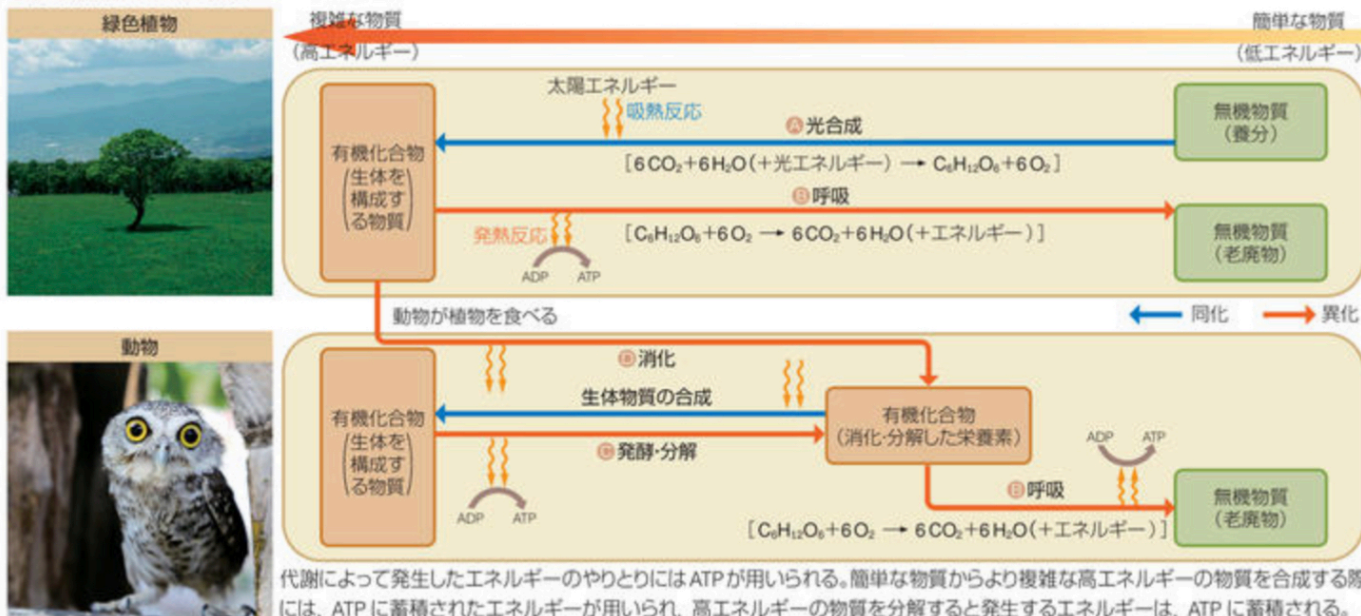 緑色植物
複雑な物質
(高エネルギー)
簡単な物質
(低エネルギー)
太陽エネルギー
吸熱反応
Ⓐ光合成
有機化合物
(生体を
構成す
る物質)
無機物質
(養分)
[6CO₂+6H₂O(+光エネルギー) → C₆H₁₂O₆+6O₂]
Ⓑ呼吸
発熱反応
[C₆H₁₂O₆+6O₂ → 6CO₂+6H₂O(+エネルギー)]
ADP ATP
無機物質
(老廃物)
動物が植物を食べる
同化 異化
動物
Ⓓ消化
生体物質の合成
有機化合物
(生体を
構成す
る物質)
有機化合物
(消化・分解した栄養素)
Ⓒ発酵・分解
ADP ATP
ADP ATP
Ⓑ呼吸
無機物質
(老廃物)
[C₆H₁₂O₆+6O₂ → 6CO₂+6H₂O(+エネルギー)]
代謝によって発生したエネルギーのやりとりにはATPが用いられる。簡単な物質からより複雑な高エネルギーの物質を合成する際
には、ATPに蓄積されたエネルギーが用いられ、高エネルギーの物質を分解すると発生するエネルギーは、ATPに蓄積される。